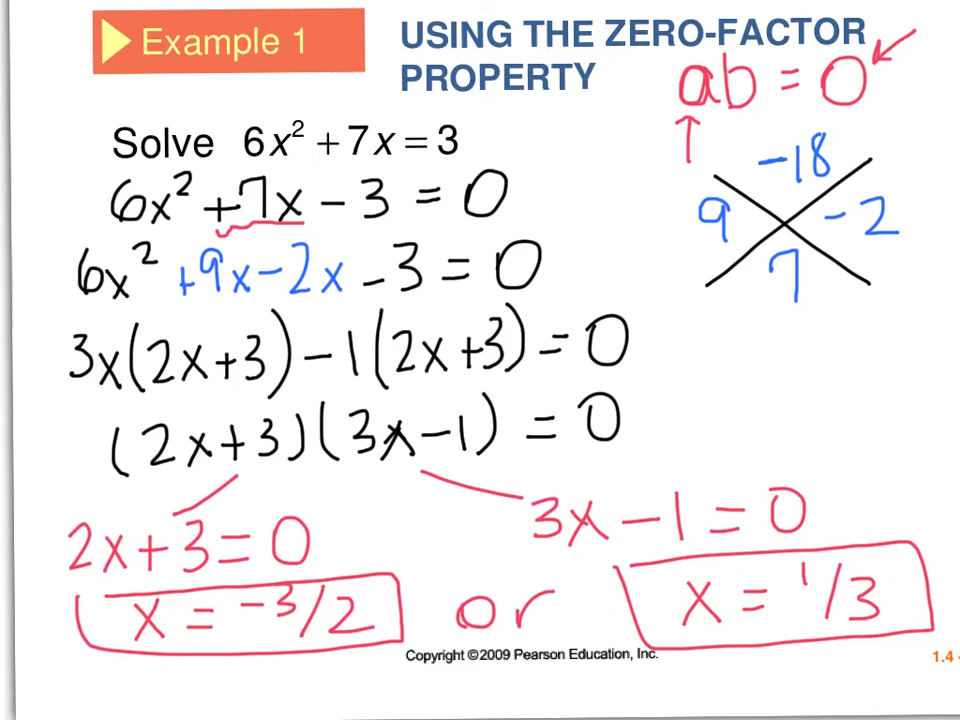 Example 1
USING THE ZERO-FACTOR
PROPERTY
ab = 0
Solve 6x² + 7x = 3
6x² +7x - 3 = 0
6x² +9x-2x -3 = 0
3x(2x+3)-1(2x+3) = 0
(2x+3)(3x-1) = 0
-18
9 -2
7
2x+3=0
3x-1=0
x = -3/2 or x = 1/3
Copyright ©2009 Pearson Education, Inc.
1.4 -